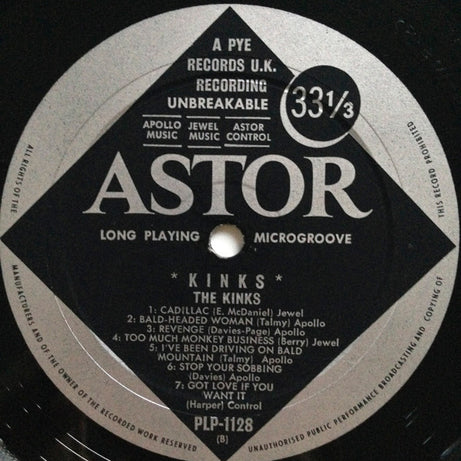 A PYE
RECORDS U.K.
RECORDING
UNBREAKABLE
33 1/3
APOLLO MUSIC
JEWEL MUSIC
ASTOR CONTROL
ASTOR
LONG PLAYING MICROGROOVE
* KINKS *
THE KINKS
1: CADILLAC (E. McDANIEL) Jewel
2: BALD-HEADED WOMAN (Talmy) Apollo
3: REVENGE (Davies-Page) Apollo
4: TOO MUCH MONKEY BUSINESS (Berry) Jewel
5: I'VE BEEN DRIVING ON BALD
MOUNTAIN (Talmy) Apollo
6: STOP YOUR SOBBING
(Davies) Apollo
7: GOT LOVE IF YOU
WANT IT
(Harper) Control
PLP-1128
(B)
ALL RIGHTS OF THE MANUFACTURERS AND OF THE OWNER OF THE RECORDED WORK RESERVED
UNAUTHORISED PUBLIC PERFORMANCE BROADCASTING AND COPYING OF THIS RECORD PROHIBITED